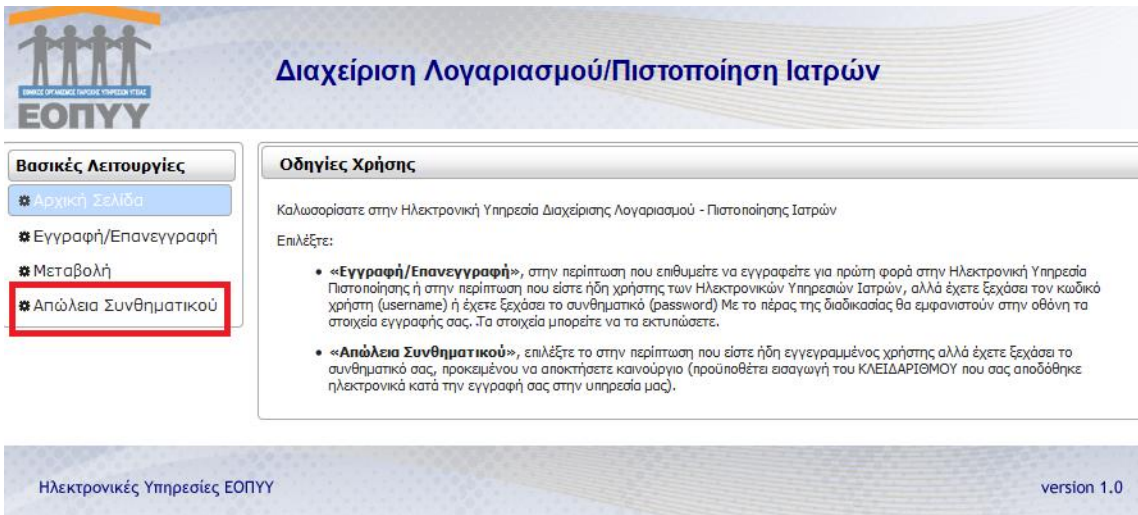 ΕΘΝΙΚΟΣ ΟΡΓΑΝΙΣΜΟΣ ΠΑΡΟΧΗΣ ΥΠΗΡΕΣΙΩΝ ΥΓΕΙΑΣ
ΕΟΠΥΥ
Διαχείριση Λογαριασμού/Πιστοποίηση Ιατρών
Βασικές Λειτουργίες
Αρχική Σελίδα
Εγγραφή/Επανεγγραφή
Μεταβολή
Απώλεια Συνθηματικού
Οδηγίες Χρήσης
Καλωσορίσατε στην Ηλεκτρονική Υπηρεσία Διαχείρισης Λογαριασμού - Πιστοποίησης Ιατρών
Επιλέξτε:
• «Εγγραφή/Επανεγγραφή», στην περίπτωση που επιθυμείτε να εγγραφείτε για πρώτη φορά στην Ηλεκτρονική Υπηρεσία
Πιστοποίησης ή στην περίπτωση που είστε ήδη χρήστης των Ηλεκτρονικών Υπηρεσιών Ιατρών, αλλά έχετε ξεχάσει τον κωδικό
χρήστη (username) ή έχετε ξεχάσει το συνθηματικό (password) Με το πέρας της διαδικασίας θα εμφανιστούν στην οθόνη τα
στοιχεία εγγραφής σας. .Τα στοιχεία μπορείτε να τα εκτυπώσετε.
• «Απώλεια Συνθηματικού», επιλέξτε το στην περίπτωση που είστε ήδη εγγεγραμμένος χρήστης αλλά έχετε ξεχάσει το
συνθηματικό σας, προκειμένου να αποκτήσετε καινούργιο (προϋποθέτει εισαγωγή του ΚΛΕΙΔΑΡΙΘΜΟΥ που σας αποδόθηκε
ηλεκτρονικά κατά την εγγραφή σας στην υπηρεσία μας).
Ηλεκτρονικές Υπηρεσίες ΕΟΠΥΥ
version 1.0